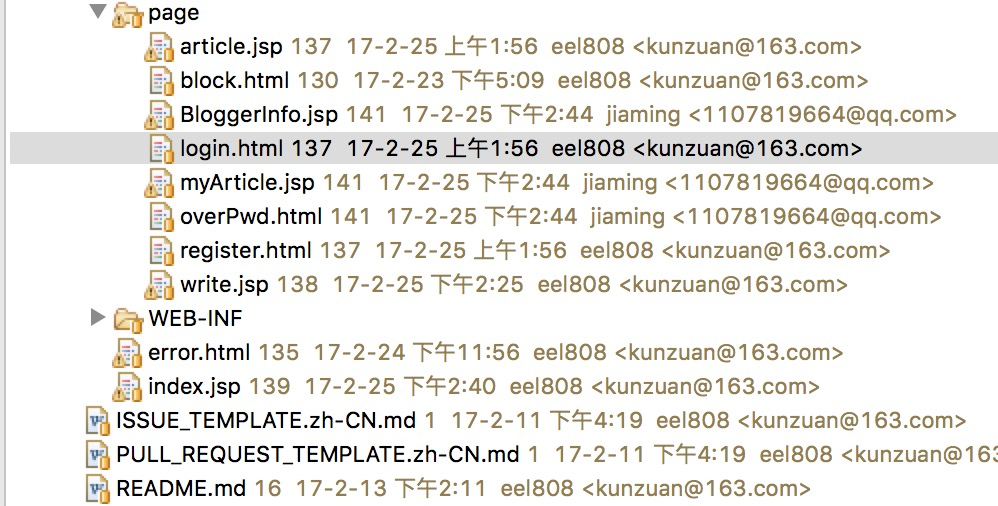 page
article.jsp 137 17-2-25 上午1:56 eel808 <kunzuan@163.com>
block.html 130 17-2-23 下午5:09 eel808 <kunzuan@163.com>
BloggerInfo.jsp 141 17-2-25 下午2:44 jiaming <1107819664@qq.com>
login.html 137 17-2-25 上午1:56 eel808 <kunzuan@163.com>
myArticle.jsp 141 17-2-25 下午2:44 jiaming <1107819664@qq.com>
overPwd.html 141 17-2-25 下午2:44 jiaming <1107819664@qq.com>
register.html 137 17-2-25 上午1:56 eel808 <kunzuan@163.com>
write.jsp 138 17-2-25 下午2:25 eel808 <kunzuan@163.com>
WEB-INF
error.html 135 17-2-24 下午11:56 eel808 <kunzuan@163.com>
index.jsp 139 17-2-25 下午2:40 eel808 <kunzuan@163.com>
ISSUE_TEMPLATE.zh-CN.md 1 17-2-11 下午4:19 eel808 <kunzuan@163.com>
PULL_REQUEST_TEMPLATE.zh-CN.md 1 17-2-11 下午4:19 eel808 <kunzuan@163
README.md 16 17-2-13 下午2:11 eel808 <kunzuan@163.com>